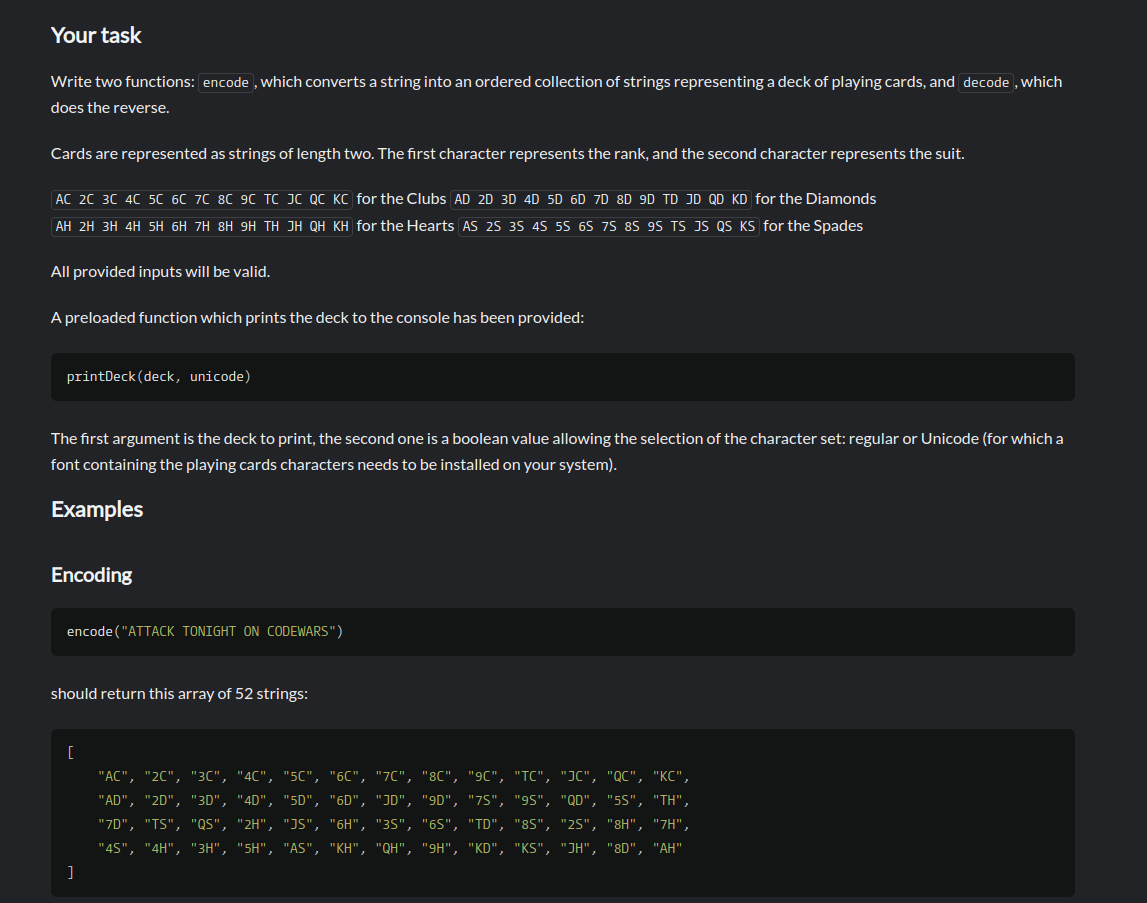 Your task
Write two functions: encode, which converts a string into an ordered collection of strings representing a deck of playing cards, and decode, which
does the reverse.
Cards are represented as strings of length two. The first character represents the rank, and the second character represents the suit.
AC 2C 3C 4C 5C 6C 7C 8C 9C TC JC QC KC for the Clubs AD 2D 3D 4D 5D 6D 7D 8D 9D TD JD QD KD for the Diamonds
AH 2H 3H 4H 5H 6H 7H 8H 9H TH JH QH KH for the Hearts AS 2S 3S 4S 5S 6S 7S 8S 9S TS JS QS KS for the Spades
All provided inputs will be valid.
A preloaded function which prints the deck to the console has been provided:
printDeck(deck, unicode)
The first argument is the deck to print, the second one is a boolean value allowing the selection of the character set: regular or Unicode (for which a
font containing the playing cards characters needs to be installed on your system).
Examples
Encoding
encode("ATTACK TONIGHT ON CODEWARS")
should return this array of 52 strings:
[
"AC", "2C", "3C", "4C", "5C", "6C", "7C", "8C", "9C", "TC", "JC", "QC", "KC",
"AD", "2D", "3D", "4D", "5D", "6D", "JD", "9D", "7S", "9S", "QD", "5S", "TH",
"7D", "TS", "QS", "2H", "JS", "6H", "3S", "6S", "TD", "8S", "2S", "8H", "7H",
"4S", "4H", "3H", "5H", "AS", "KH", "QH", "9H", "KD", "KS", "JH", "8D", "AH"
]